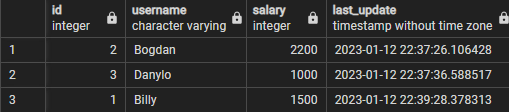 id username salary last_update
integer character varying integer timestamp without time zone
1 2 Bogdan 2200 2023-01-12 22:37:26.106428
2 3 Danylo 1000 2023-01-12 22:37:36.588517
3 1 Billy 1500 2023-01-12 22:39:28.378313